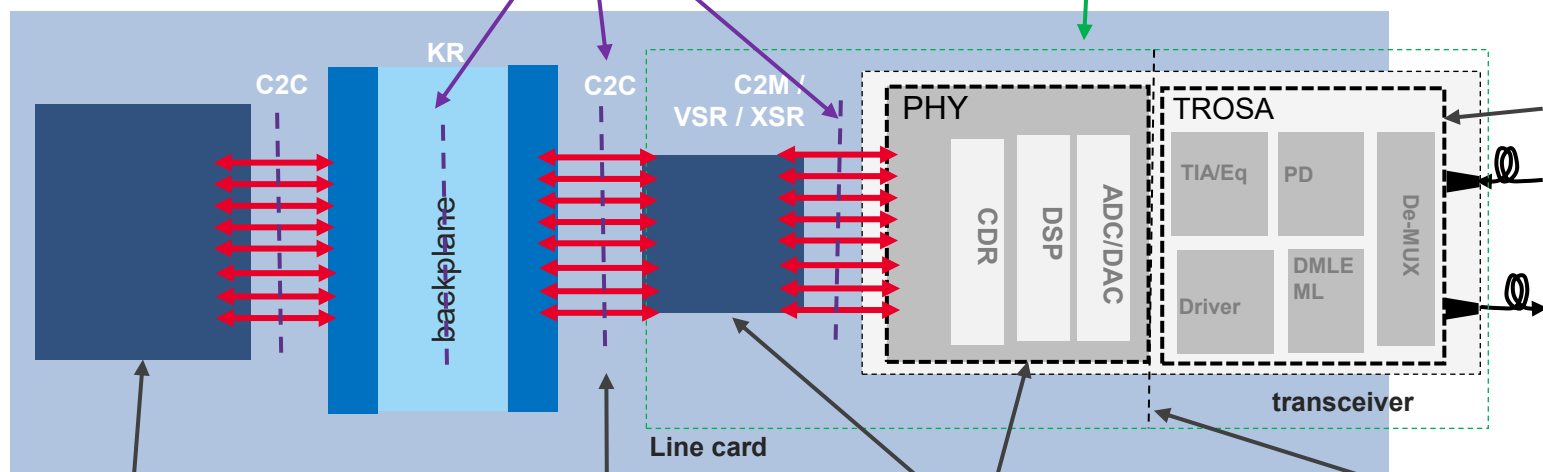 KR
C2C
C2C
C2M /
VSR / XSR
backplane
PHY
CDR
DSP
ADC/DAC
TROSA
TIA/Eq
PD
Driver
DMLE
ML
De-MUX
transceiver
Line card